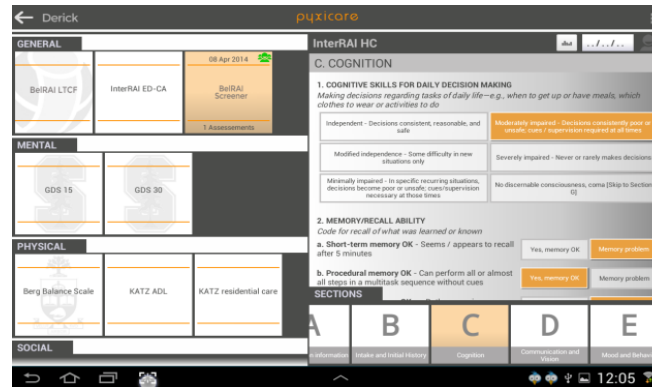 Derick
pyxicare
GENERAL
BelRAI LTCF
InterRAI ED-CA
08 Apr 2014
BelRAI
Screener
1 Assessements
MENTAL
GDS 15
GDS 30
PHYSICAL
Berg Balance Scale
KATZ ADL
KATZ residential care
SOCIAL
InterRAI HC
../../..
C. COGNITION
1. COGNITIVE SKILLS FOR DAILY DECISION MAKING
Making decisions regarding tasks of daily life—e.g., when to get up or have meals, which
clothes to wear or activities to do
Independent - Decisions consistent, reasonable, and
safe
Moderately impaired - Decisions consistently poor or
unsafe; cues / supervision required at all times
Modified independence - Some difficulty in new
situations only
Severely impaired - Never or rarely makes decisions
Minimally impaired - In specific recurring situations,
decisions become poor or unsafe; cues/supervision
necessary at those times
No discernable consciousness, coma [Skip to Section
G]
2. MEMORY/RECALL ABILITY
Code for recall of what was learned or known
a. Short-term memory OK - Seems / appears to recall
after 5 minutes
Yes, memory OK
Memory problem
b. Procedural memory OK - Can perform all or almost
all steps in a multitask sequence without cues
Yes, memory OK
Memory problem
SECTIONS
A
B
C
D
E
n Information
Intake and Initial History
Cognition
Communication and
Vision
Mood and Behavi
12:05